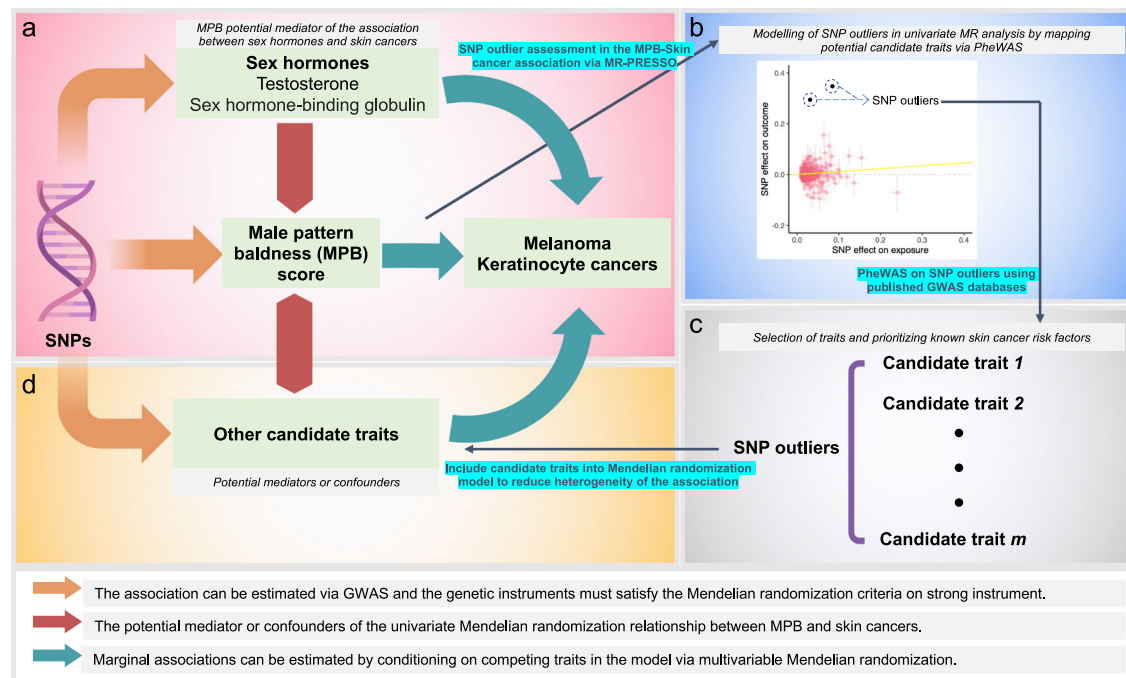 a
MPB potential mediator of the association
between sex hormones and skin cancers
Sex hormones
Testosterone
Sex hormone-binding globulin
SNP outlier assessment in the MPB-Skin
cancer association via MR-PRESSO
Male pattern
baldness (MPB)
score
Melanoma
Keratinocyte cancers
SNPs
b
Modelling of SNP outliers in univariate MR analysis by mapping
potential candidate traits via PheWAS
SNP effect on outcome
0.4
0.2
0.0
-0.2
SNP outliers
0.0
0.1
0.2
0.3
0.4
SNP effect on exposure
PheWAS on SNP outliers using
published GWAS databases
c
Selection of traits and prioritizing known skin cancer risk factors
Candidate trait 1
Candidate trait 2
SNP outliers
Candidate trait m
d
Other candidate traits
Potential mediators or confounders
Include candidate traits into Mendelian randomization
model to reduce heterogeneity of the association
The association can be estimated via GWAS and the genetic instruments must satisfy the Mendelian randomization criteria on strong instrument.
The potential mediator or confounders of the univariate Mendelian randomization relationship between MPB and skin cancers.
Marginal associations can be estimated by conditioning on competing traits in the model via multivariable Mendelian randomization.